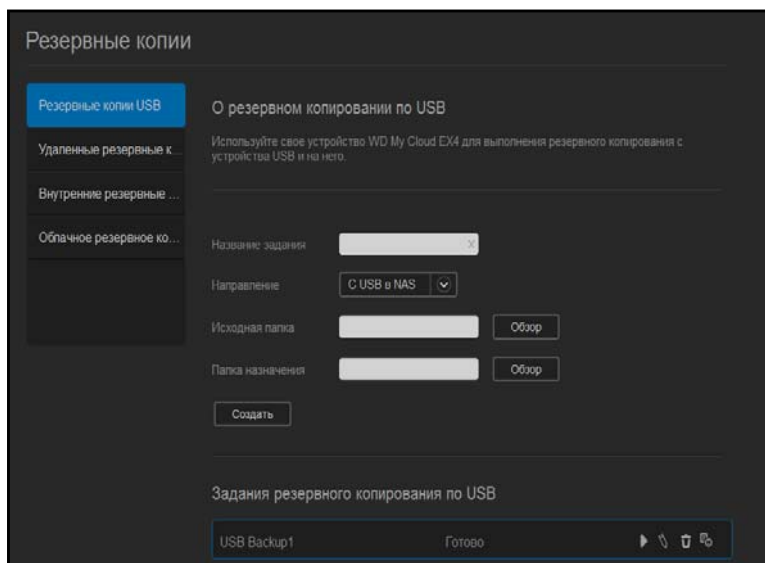 Резервные копии
Резервные копии USB
Удаленные резервные к...
Внутренние резервные ...
Облачное резервное ко...
О резервном копировании по USB
Используйте свое устройство WD My Cloud EX4 для выполнения резервного копирования с
устройства USB и на него.
Название задания
Направление
С USB в NAS
Исходная папка
Обзор
Папка назначения
Обзор
Создать
Задания резервного копирования по USB
USB Backup1 Готово